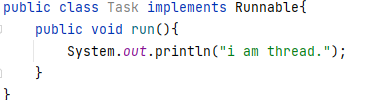 public class Task implements Runnable{
    public void run(){
        System.out.println("i am thread.");
    }
}